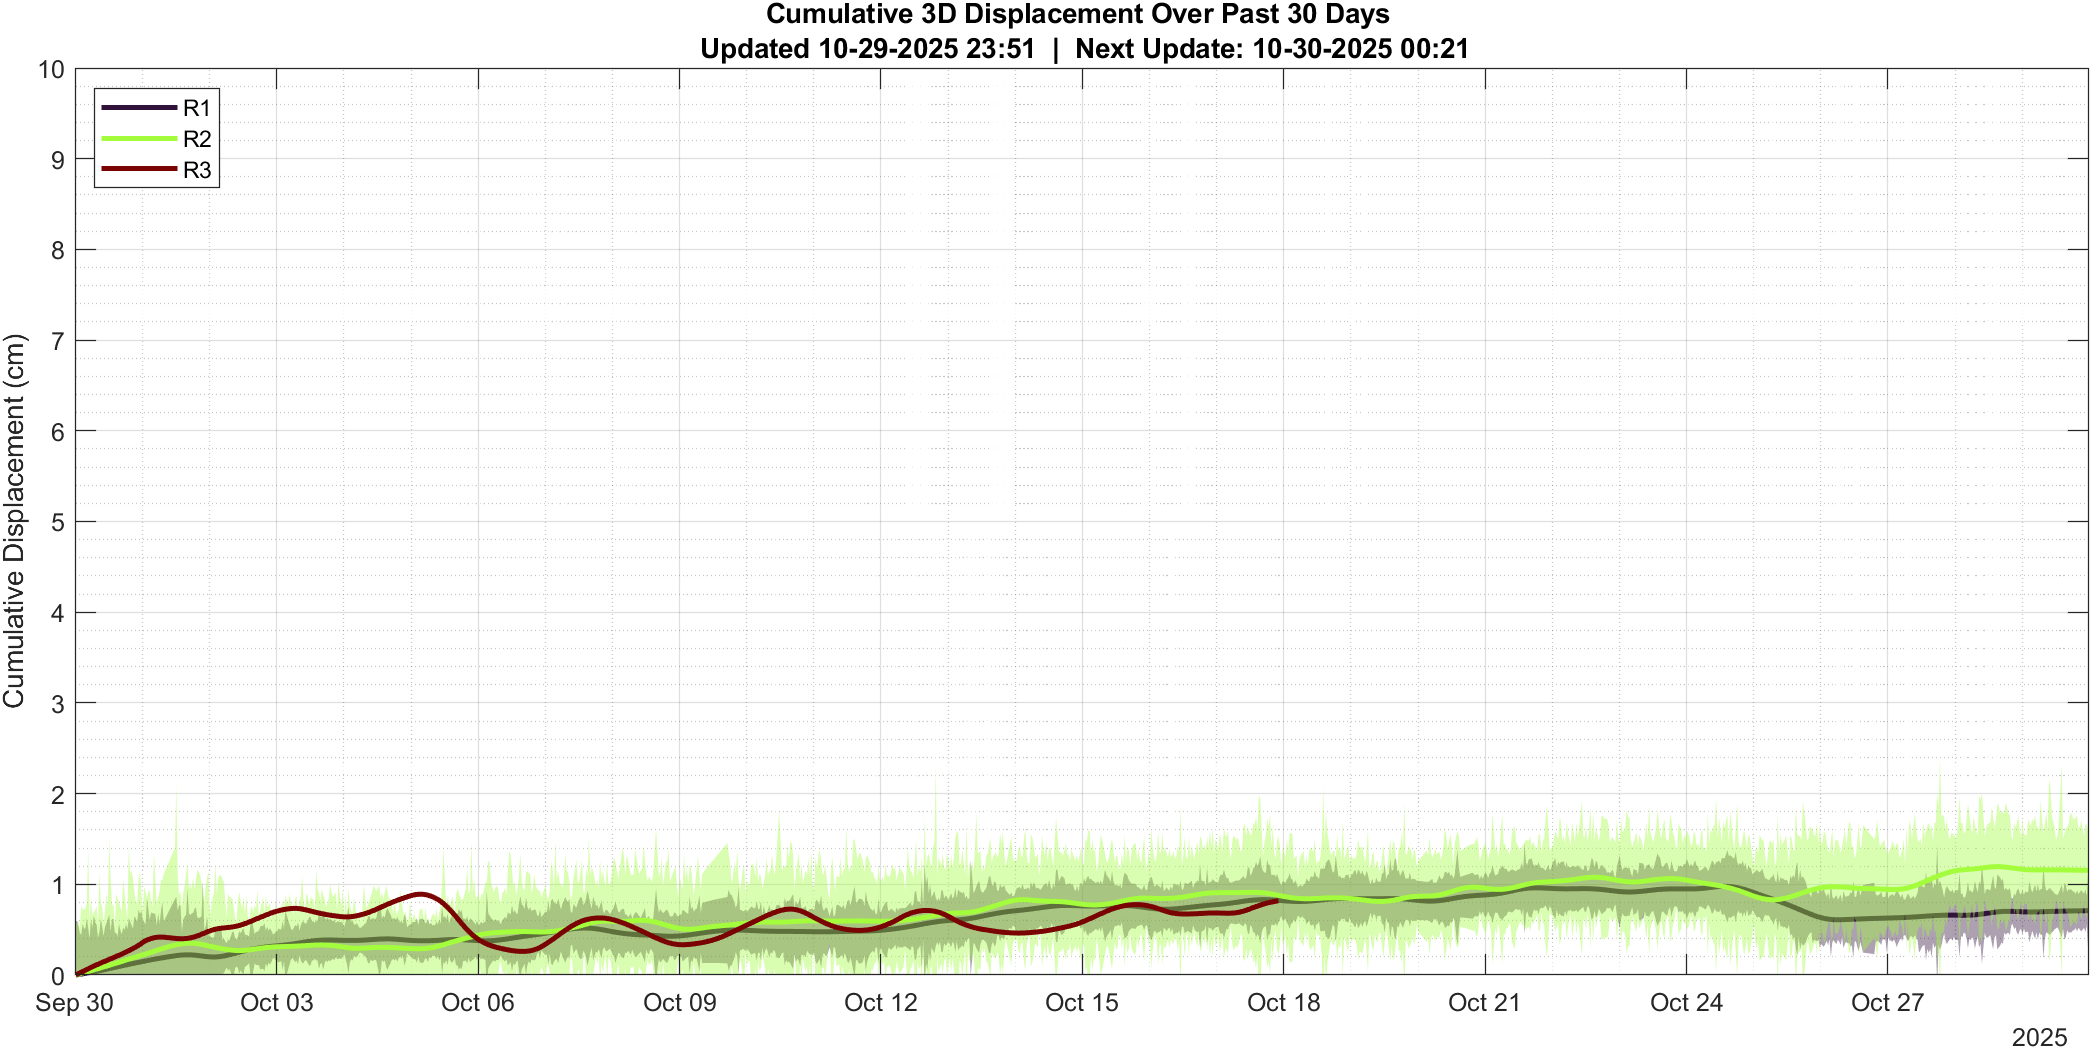 Cumulative 3D Displacement Over Past 30 Days
Updated 10-29-2025 23:51 | Next Update: 10-30-2025 00:21
R1
R2
R3
Cumulative Displacement (cm)
10
9
8
7
6
5
4
3
2
1
0
Sep 30 Oct 03 Oct 06 Oct 09 Oct 12 Oct 15 Oct 18 Oct 21 Oct 24 Oct 27
2025